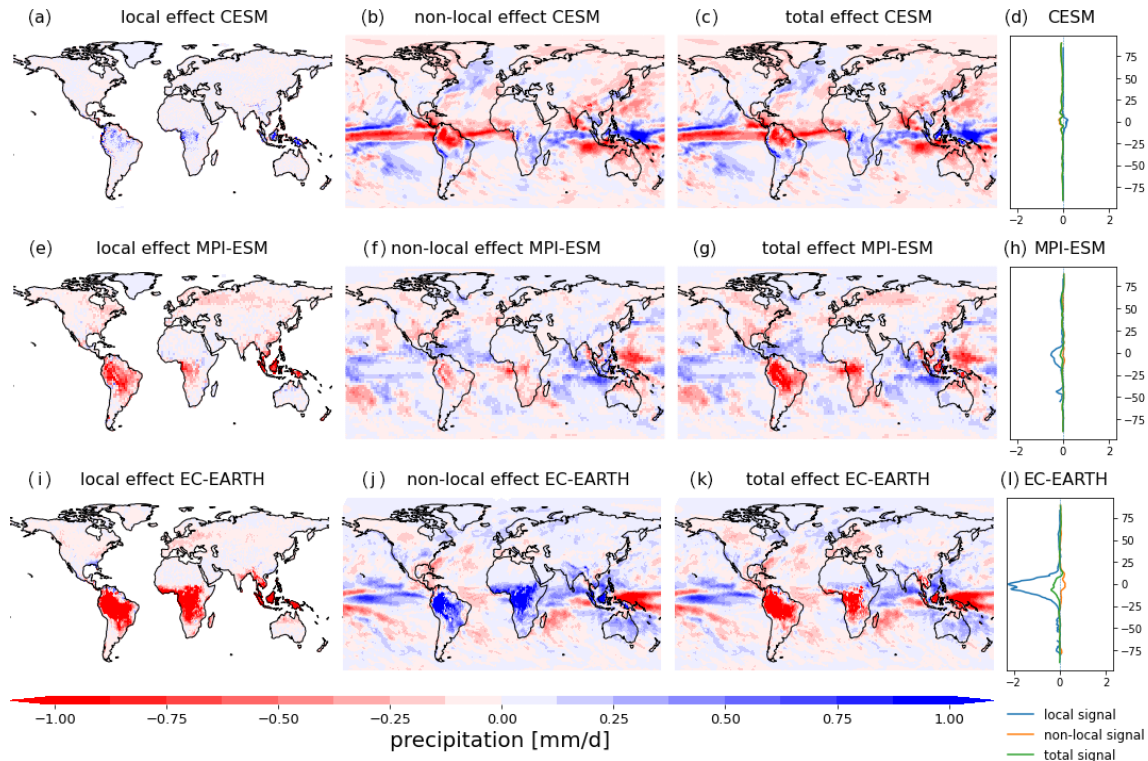 (a) local effect CESM
(b) non-local effect CESM
(c) total effect CESM
(d) CESM
75
50
25
0
−25
−50
−75
−2 0 2
(e) local effect MPI-ESM
(f) non-local effect MPI-ESM
(g) total effect MPI-ESM
(h) MPI-ESM
75
50
25
0
−25
−50
−75
−2 0 2
(i) local effect EC-EARTH
(j) non-local effect EC-EARTH
(k) total effect EC-EARTH
(l) EC-EARTH
75
50
25
0
−25
−50
−75
−2 0 2
−1.00 −0.75 −0.50 −0.25 0.00 0.25 0.50 0.75 1.00
precipitation [mm/d]
local signal
non-local signal
total signal